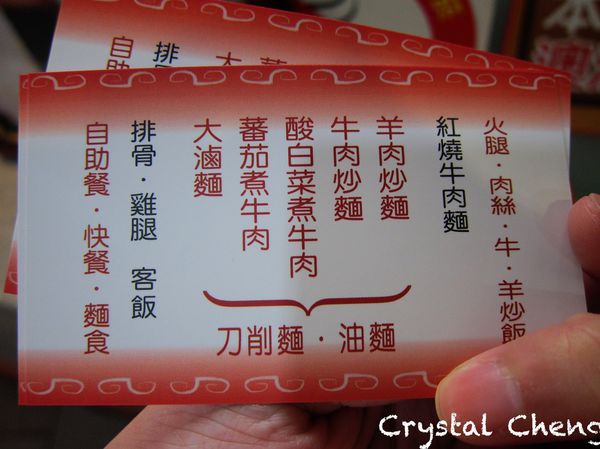 火腿・肉絲・牛・羊炒飯
紅燒牛肉麵
羊肉炒麵
牛肉炒麵
酸白菜煮牛肉
蕃茄煮牛肉
大滷麵
刀削麵・油麵
排骨・雞腿 客飯
自助餐・快餐・麵食
Crystal Cheng